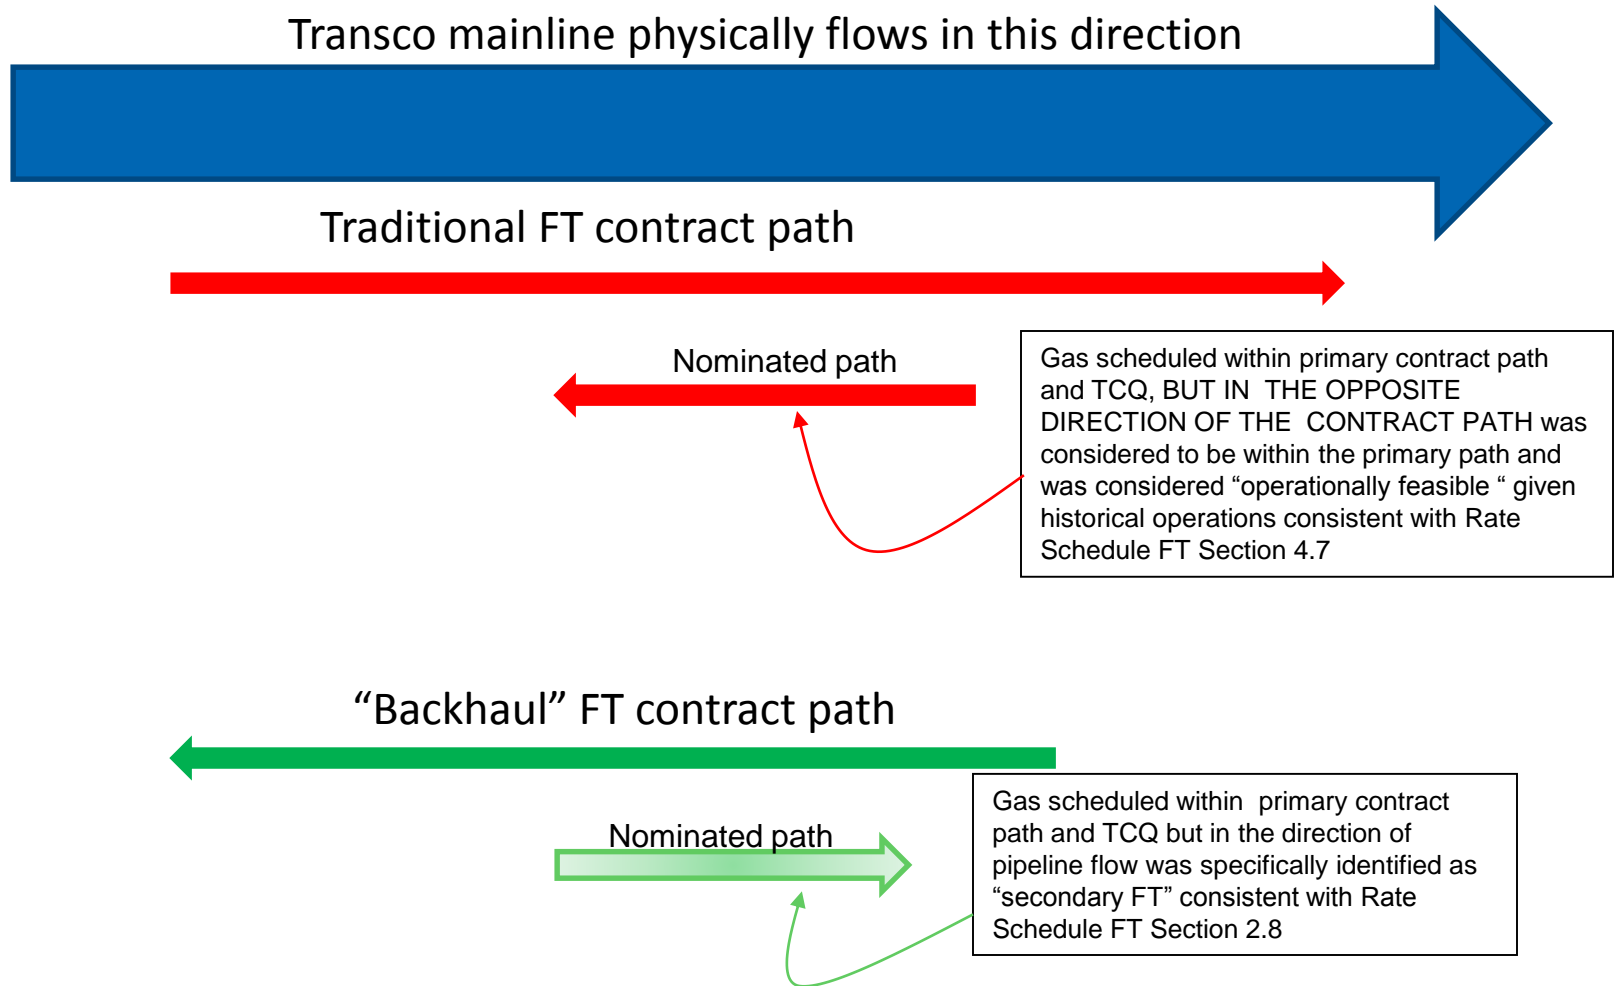 Transco mainline physically flows in this direction
Traditional FT contract path
Nominated path
Gas scheduled within primary contract path
and TCQ, BUT IN  THE OPPOSITE
DIRECTION OF THE  CONTRACT PATH was
considered to be within the primary path and
was considered “operationally feasible “ given
historical operations consistent with Rate
Schedule FT Section 4.7
“Backhaul” FT contract path
Nominated path
Gas scheduled within  primary contract
path and TCQ but in the direction of
pipeline flow was specifically identified as
“secondary FT” consistent with Rate
Schedule FT Section 2.8